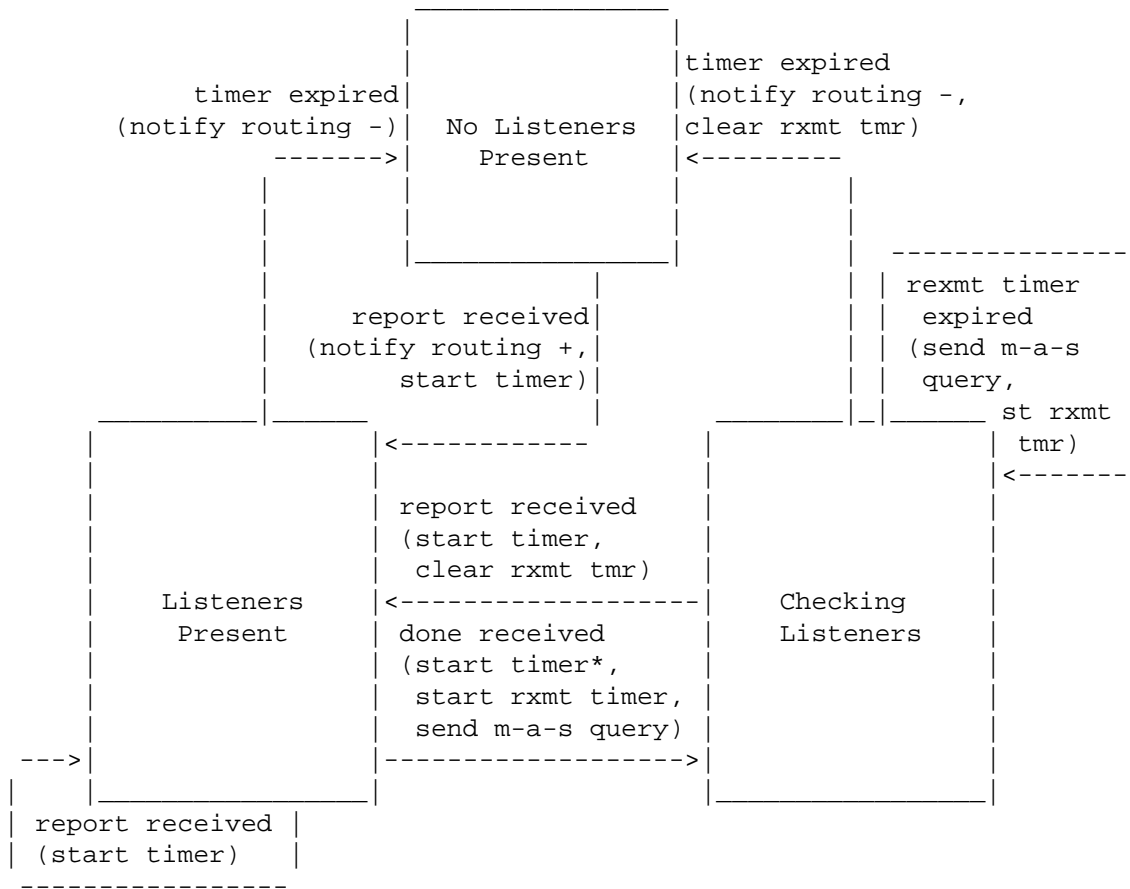 timer expired
(notify routing -)
No Listeners
Present
timer expired
(notify routing -,
clear rxmt tmr)
rexmt timer
expired
(send m-a-s
query,
st rxmt
tmr)
report received
(notify routing +,
start timer)
report received
(start timer,
clear rxmt tmr)
Listeners
Present
Checking
Listeners
done received
(start timer*,
start rxmt timer,
send m-a-s query)
report received
(start timer)